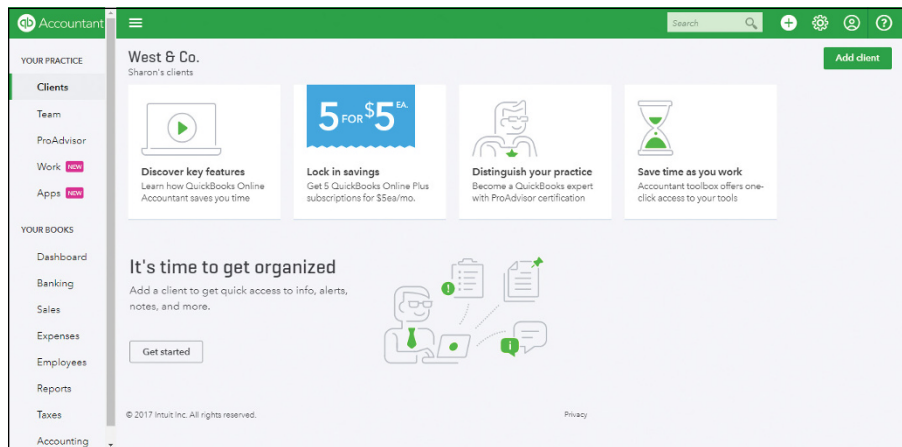 qb Accountant
Search
YOUR PRACTICE
Clients
Team
ProAdvisor
Work NEW
Apps NEW
YOUR BOOKS
Dashboard
Banking
Sales
Expenses
Employees
Reports
Taxes
Accounting
West & Co.
Sharon's clients
Add client
Discover key features
Learn how QuickBooks Online
Accountant saves you time
5 FOR $5 EA.
Lock in savings
Get 5 QuickBooks Online Plus
subscriptions for $5ea/mo.
Distinguish your practice
Become a QuickBooks expert
with ProAdvisor certification
Save time as you work
Accountant toolbox offers one-
click access to your tools
It's time to get organized
Add a client to get quick access to info, alerts,
notes, and more.
Get started
© 2017 Intuit Inc. All rights reserved.
Privacy